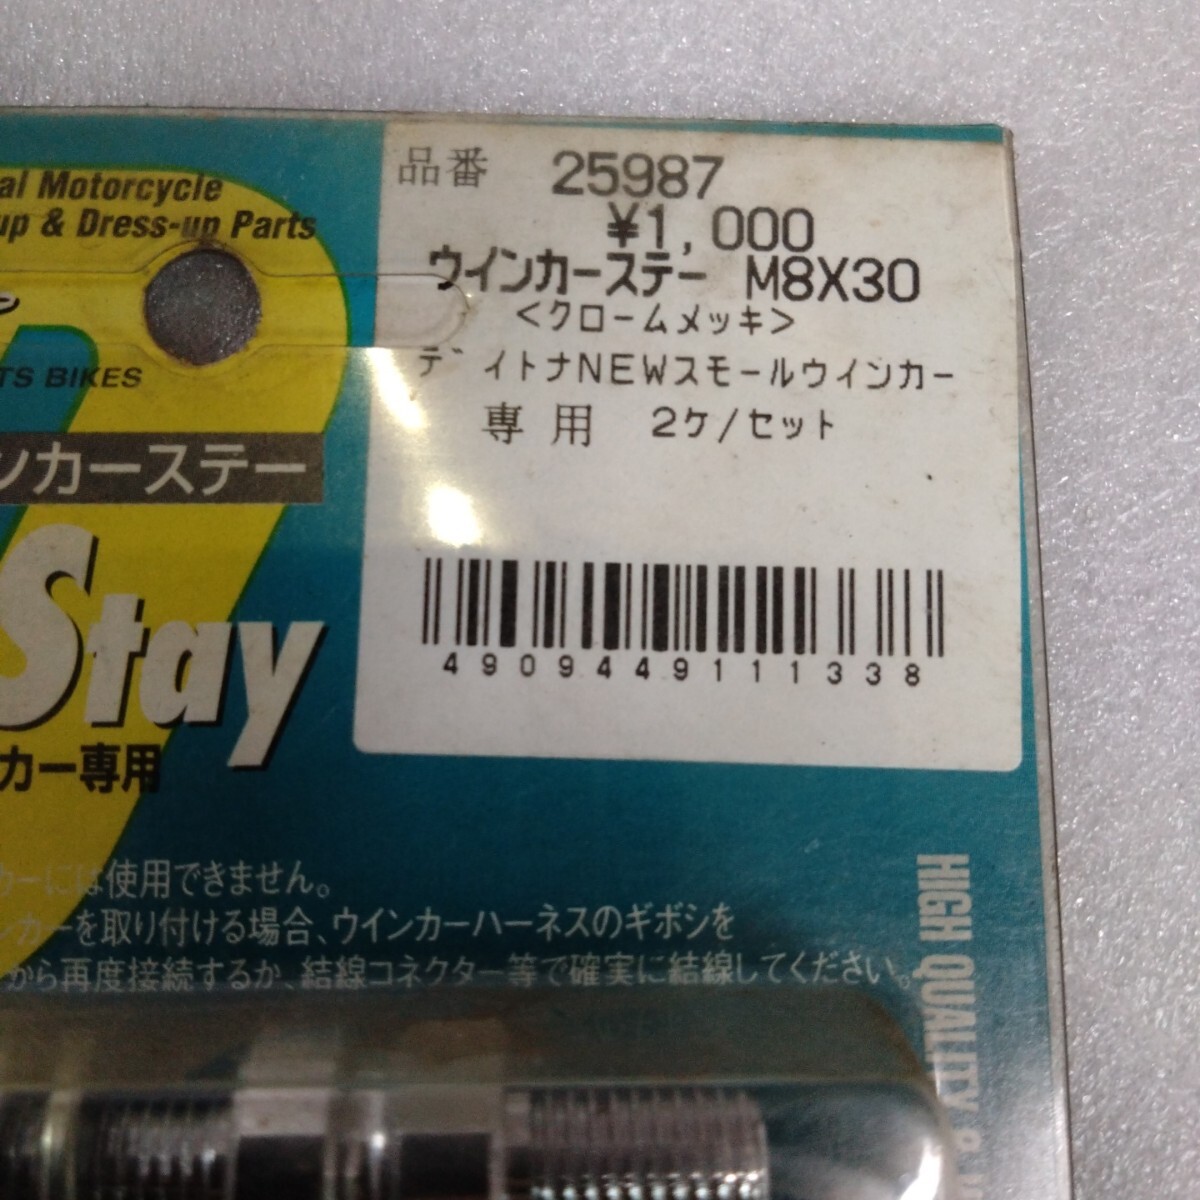 品番 25987
¥1,000
ウインカーステー M8X30
<クロームメッキ>
デイトナNEWスモールウインカー
専用 2ケ/セット
4909449111338
al Motorcycle
up & Dress-up Parts
TS BIKES
ンカーステー
Stay
カー専用
カーには使用できません。
ンカーを取り付ける場合、ウインカーハーネスのギボシを
から再度接続するか、結線コネクター等で確実に結線してください。
HIGH QUALITY &